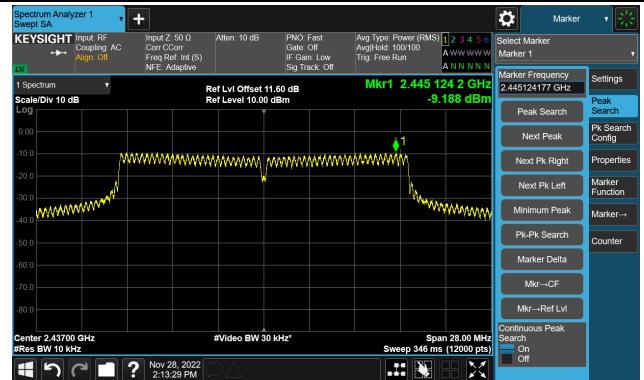 Spectrum Analyzer 1
Swept SA
Marker
KEYSIGHT
Input: RF
Coupling: AC
Align: Off
Input Z: 50 Ω
Corr CCorr
Freq Ref: Int (S)
NFE: Adaptive
Atten: 10 dB
PNO: Fast
Gate: Off
IF Gain: Low
Sig Track: Off
Avg Type: Power (RMS)
Avg|Hold: 100/100
Trig: Free Run
1 2 3 4 5 6
A W W W W W
A N N N N N
LXI
Select Marker
Marker 1
1 Spectrum
Scale/Div 10 dB
Log
Ref Lvl Offset 11.60 dB
Ref Level 10.00 dBm
Mkr1 2.445 124 2 GHz
-9.188 dBm
1
0.00
-10.0
-20.0
-30.0
-40.0
-50.0
-60.0
-70.0
-80.0
Center 2.43700 GHz
#Res BW 10 kHz
#Video BW 30 kHz*
Span 28.00 MHz
Sweep 346 ms (12000 pts)
Marker Frequency
2.445124177 GHz
Peak Search
Next Peak
Next Pk Right
Next Pk Left
Minimum Peak
Pk-Pk Search
Marker Delta
Mkr→CF
Mkr→Ref Lvl
Continuous Peak
Search
On
Off
Settings
Peak
Search
Pk Search
Config
Properties
Marker
Function
Marker→
Counter
?
Nov 28, 2022
2:13:29 PM